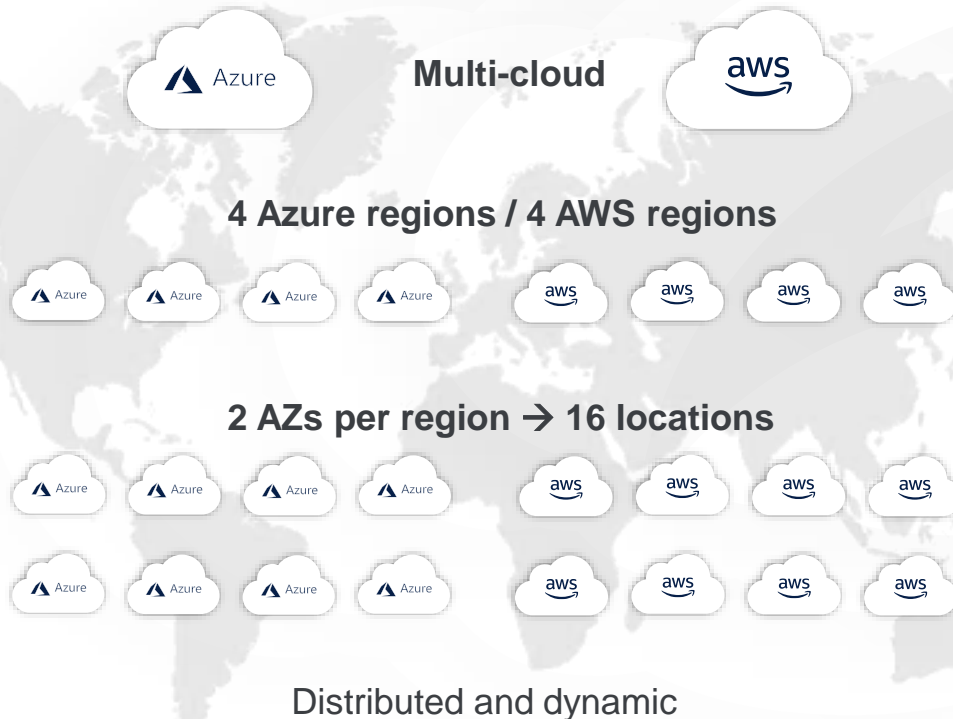 Azure Multi-cloud aws
4 Azure regions / 4 AWS regions
Azure Azure Azure Azure aws aws aws aws
2 AZs per region → 16 locations
Azure Azure Azure Azure aws aws aws aws
Azure Azure Azure Azure aws aws aws aws
Distributed and dynamic